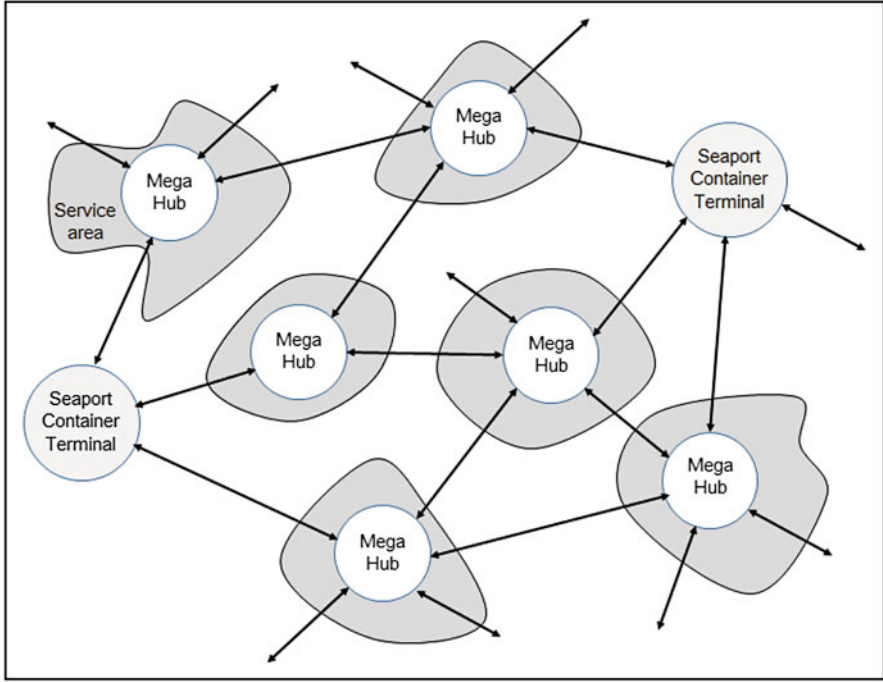 Mega
Hub
Mega
Hub
Seaport
Container
Terminal
Service
area
Mega
Hub
Mega
Hub
Seaport
Container
Terminal
Mega
Hub
Mega
Hub